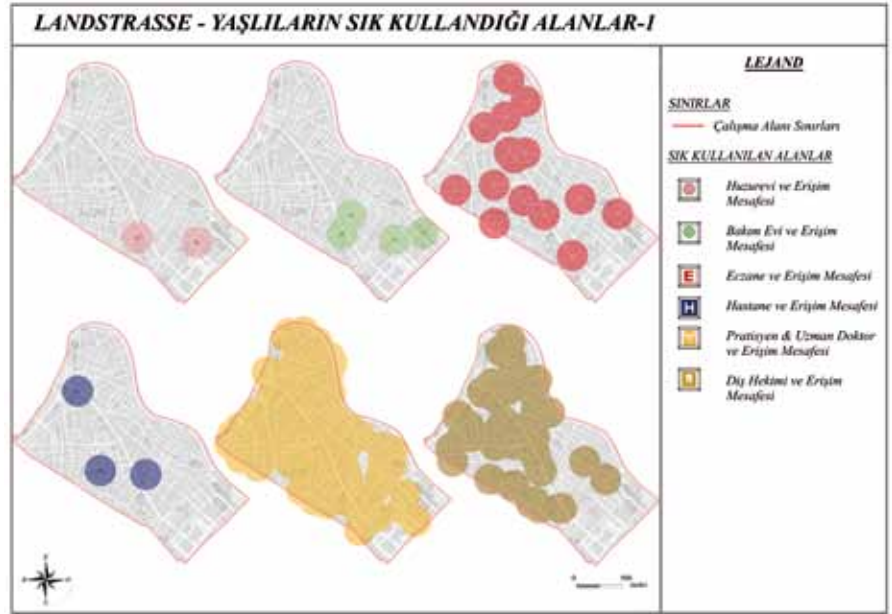 LANDSTRASSE - YAŞLILARIN SIK KULLANDIĞI ALANLAR-1
LEJAND
SINIRLAR
Çalışma Alanı Sınırları
SIK KULLANILAN ALANLAR
Huzurevi ve Erişim
Mesafesi
Bakım Evi ve Erişim
Mesafesi
E
Eczane ve Erişim Mesafesi
H
Hastane ve Erişim Mesafesi
Pratisyen & Uzman Doktor
ve Erişim Mesafesi
Diş Hekimi ve Erişim
Mesafesi